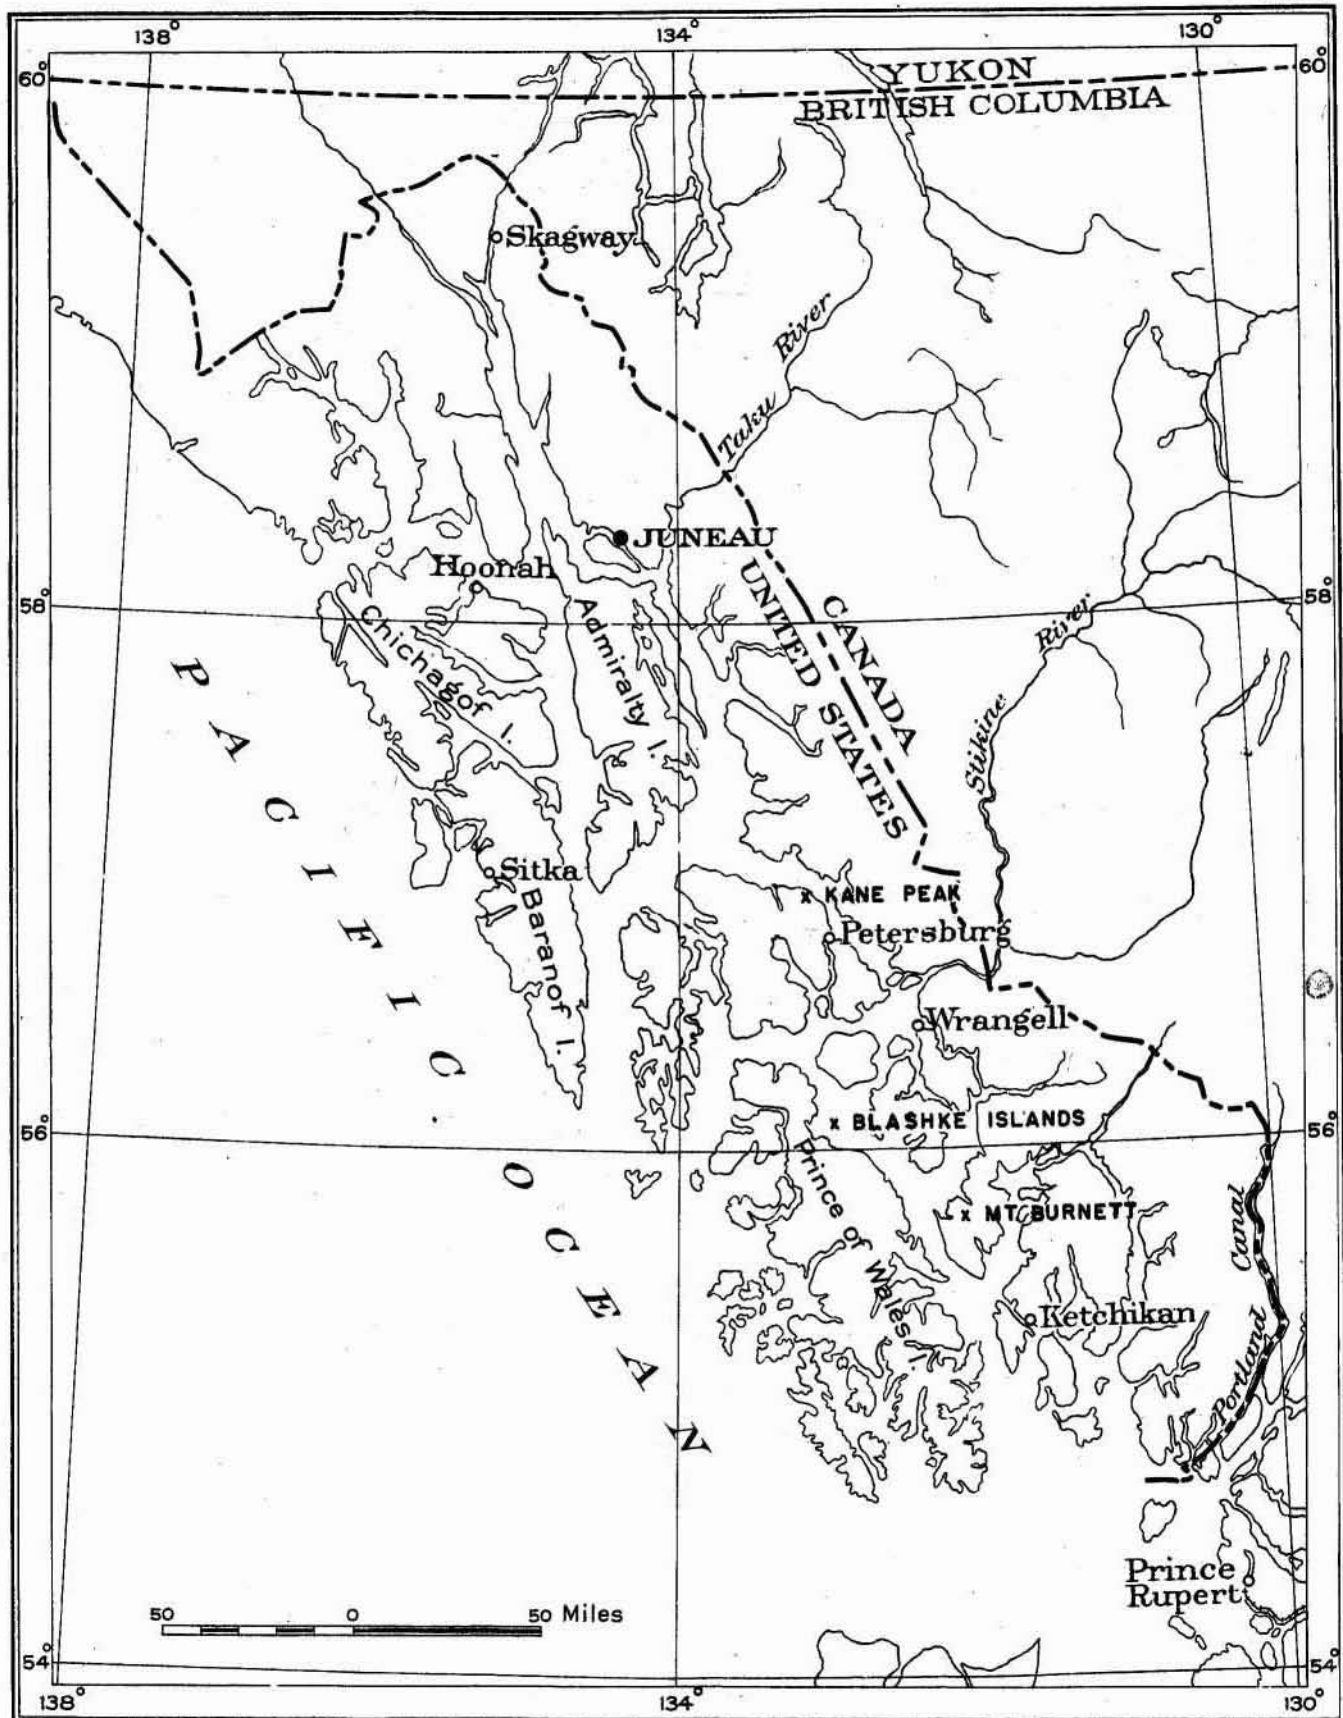 138° 134° 130°
60° YUKON 60°
BRITISH COLUMBIA
Skagway
Taku River
JUNEAU
Hoonah
58° 58°
CANADA
UNITED STATES
Chichagof I.
Admiralty I.
Stikine River
PACIFIC OCEAN
Sitka
Baranof I.
x KANE PEAK
Petersburg
Wrangell
56° 56°
x BLASHKE ISLANDS
Prince of Wales I.
x MT. BURNETT
Ketchikan
Portland Canal
Prince
Rupert
50 0 50 Miles
54° 54°
138° 134° 130°